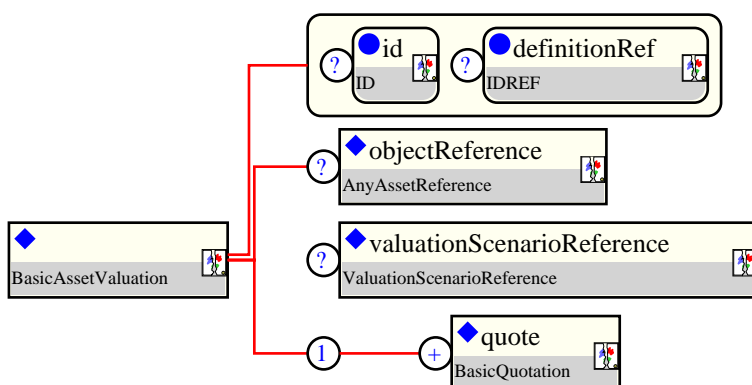 ? id ? definitionRef
ID IDREF
? objectReference
AnyAssetReference
BasicAssetValuation
? valuationScenarioReference
ValuationScenarioReference
1 + quote
BasicQuotation